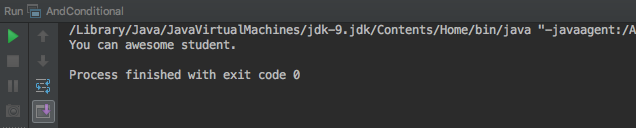 Run AndConditional
/Library/Java/JavaVirtualMachines/jdk-9.jdk/Contents/Home/bin/java "-javaagent:/A
You can awesome student.
Process finished with exit code 0